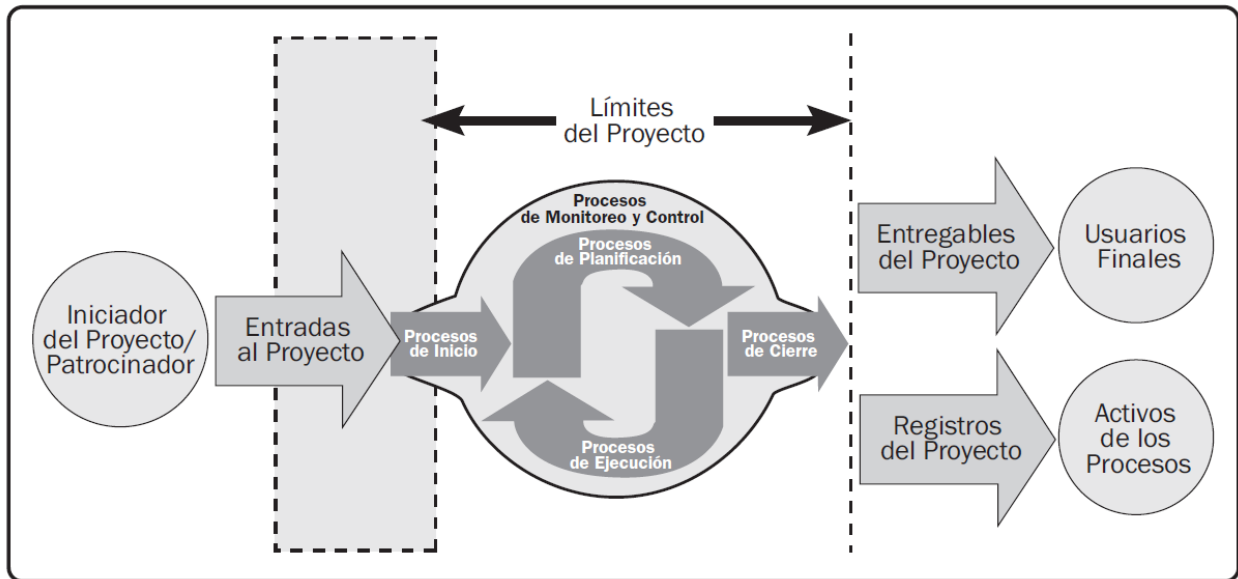 Límites
del Proyecto
Procesos
de Monitoreo y Control
Procesos
de Planificación
Iniciador
del Proyecto/
Patrocinador
Entradas
al Proyecto
Procesos
de Inicio
Procesos
de Cierre
Procesos
de Ejecución
Entregables
del Proyecto
Usuarios
Finales
Registros
del Proyecto
Activos
de los
Procesos